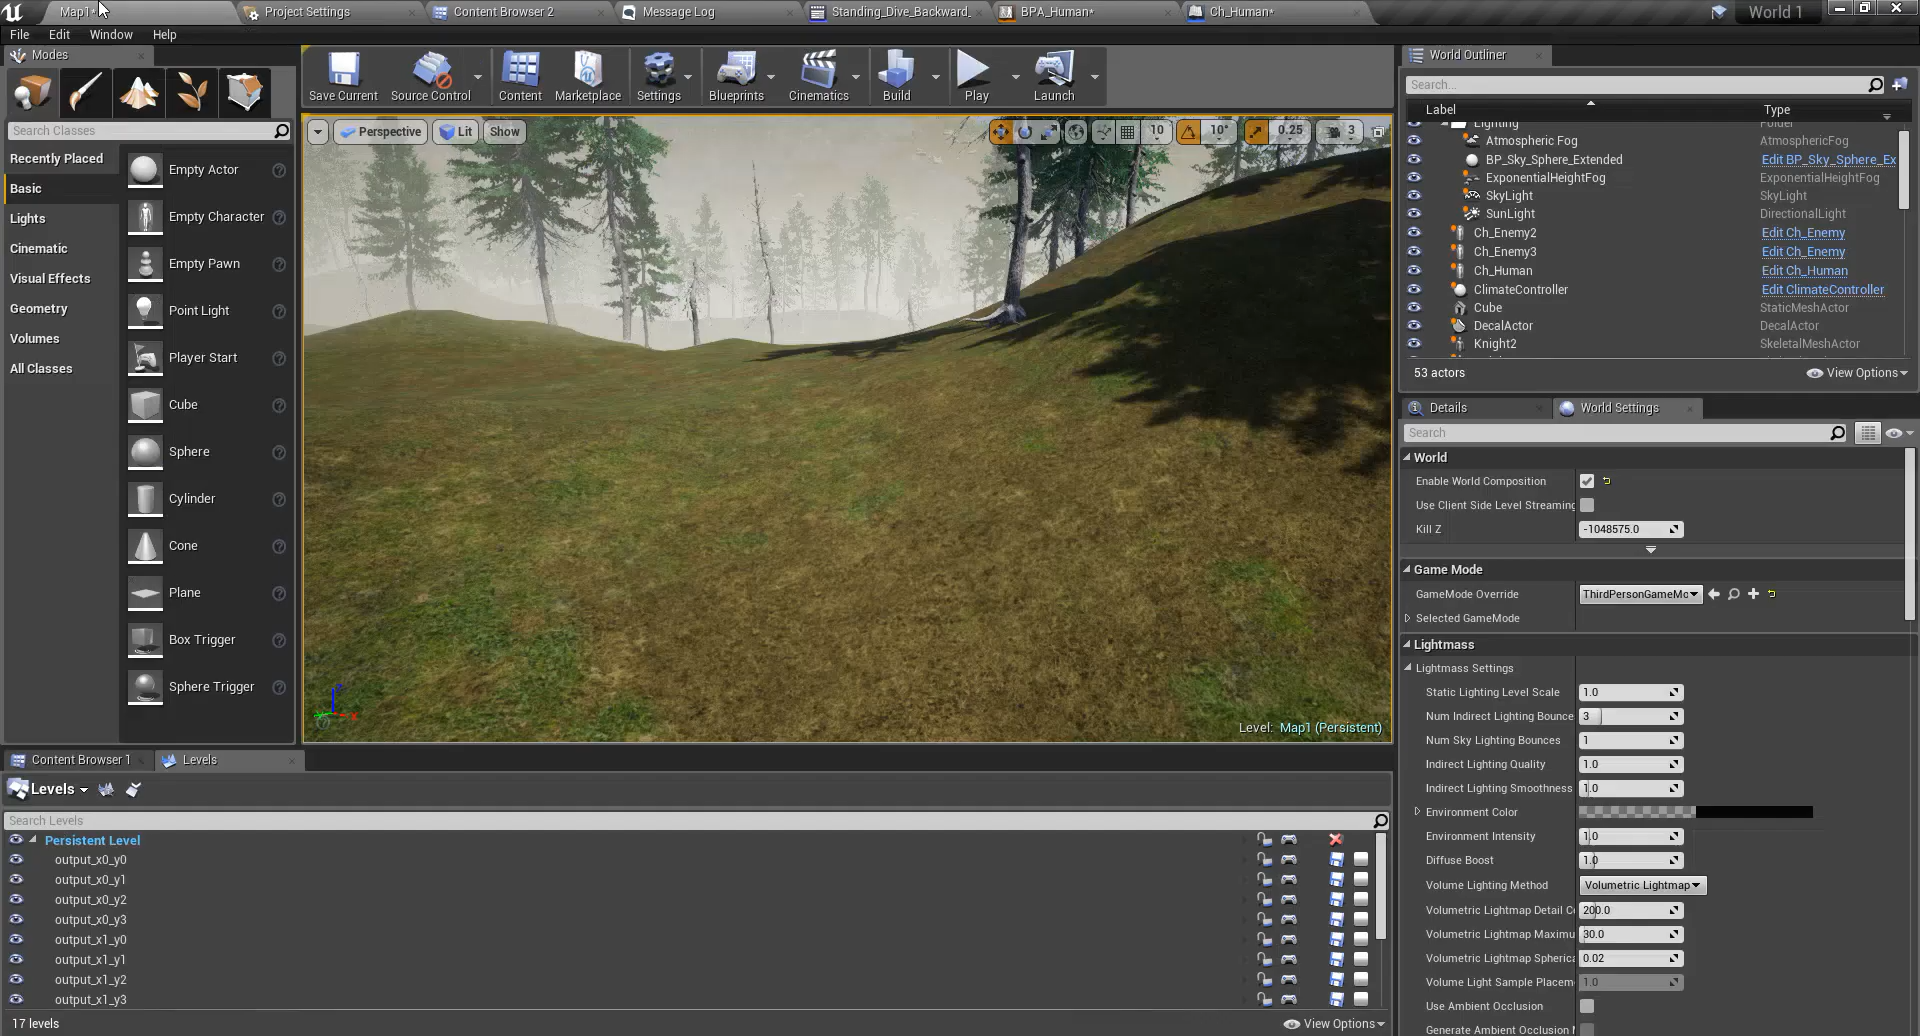 Map1*
Project Settings
Content Browser 2
Message Log
Standing_Dive_Backward_
BPA_Human*
Ch_Human*
World 1
File
Edit
Window
Help
Modes
Search Classes
Recently Placed
Basic
Lights
Cinematic
Visual Effects
Geometry
Volumes
All Classes
Empty Actor
Empty Character
Empty Pawn
Point Light
Player Start
Cube
Sphere
Cylinder
Cone
Plane
Box Trigger
Sphere Trigger
Save Current
Source Control
Content
Marketplace
Settings
Blueprints
Cinematics
Build
Play
Launch
Perspective
Lit
Show
10
10°
0.25
3
Level: Map1 (Persistent)
World Outliner
Search...
Label
Type
Lighting
Folder
Atmospheric Fog
AtmosphericFog
BP_Sky_Sphere_Extended
Edit BP_Sky_Sphere_Ex
ExponentialHeightFog
ExponentialHeightFog
SkyLight
SkyLight
SunLight
DirectionalLight
Ch_Enemy2
Edit Ch_Enemy
Ch_Enemy3
Edit Ch_Enemy
Ch_Human
Edit Ch_Human
ClimateController
Edit ClimateController
Cube
StaticMeshActor
DecalActor
DecalActor
Knight2
SkeletalMeshActor
53 actors
View Options
Details
World Settings
Search
World
Enable World Composition
Use Client Side Level Streaming
Kill Z
-1048575.0
Game Mode
GameMode Override
ThirdPersonGameMo
Selected GameMode
Lightmass
Lightmass Settings
Static Lighting Level Scale
1.0
Num Indirect Lighting Bounce
3
Num Sky Lighting Bounces
1
Indirect Lighting Quality
1.0
Indirect Lighting Smoothness
1.0
Environment Color
Environment Intensity
1.0
Diffuse Boost
1.0
Volume Lighting Method
Volumetric Lightmap
Volumetric Lightmap Detail C
200.0
Volumetric Lightmap Maximu
30.0
Volumetric Lightmap Spherica
0.02
Volume Light Sample Placem
1.0
Use Ambient Occlusion
Generate Ambient Occlusion M
Content Browser 1
Levels
Levels
Search Levels
Persistent Level
output_x0_y0
output_x0_y1
output_x0_y2
output_x0_y3
output_x1_y0
output_x1_y1
output_x1_y2
output_x1_y3
17 levels
View Options